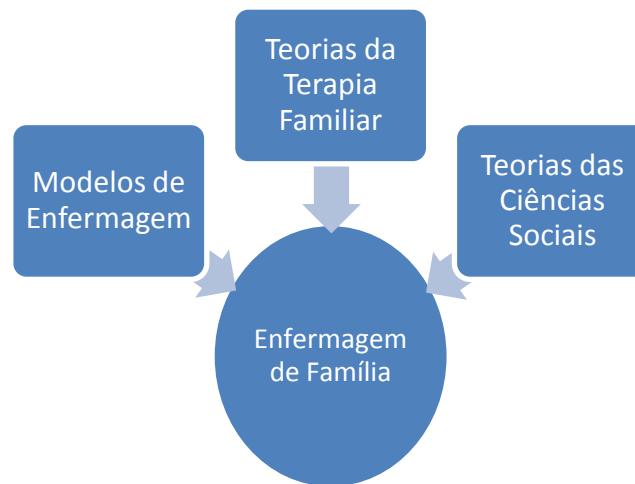 Teorias da
Terapia
Familiar
Modelos de
Enfermagem
Teorias das
Ciências
Sociais
Enfermagem
de Família